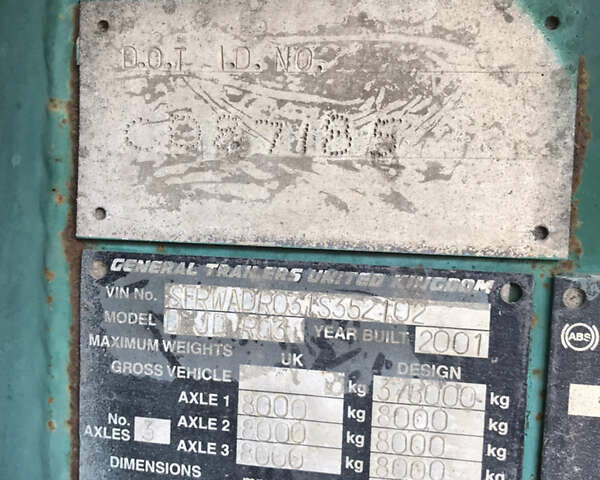 D.O.T I.D. NO.
C087185
GENERAL TRAILERS UNITED KINGDOM
VIN No.
MODEL YEAR BUILT 2001
MAXIMUM WEIGHTS UK DESIGN
GROSS VEHICLE kg kg
AXLE 1 8000 kg 8000 kg
No. AXLES 3 AXLE 2 8000 kg 8000 kg
AXLE 3 8000 kg 8000 kg
DIMENSIONS
ABS